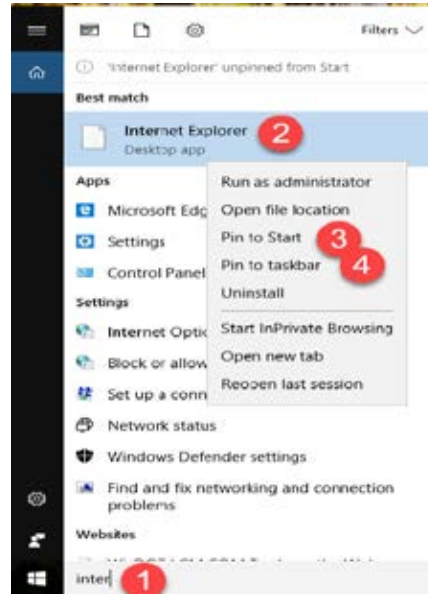 Filters
'Internet Explorer' unpinned from Start
Best match
Internet Explorer 2
Desktop app
Apps
Microsoft Edg
Settings
Control Panel
Settings
Internet Optic
Block or allow
Set up a conn
Network status
Windows Defender settings
Find and fix networking and connection
problems
Websites
Run as administrator
Open file location
Pin to Start 3
Pin to taskbar 4
Uninstall
Start InPrivate Browsing
Open new tab
Reopen last session
inter 1